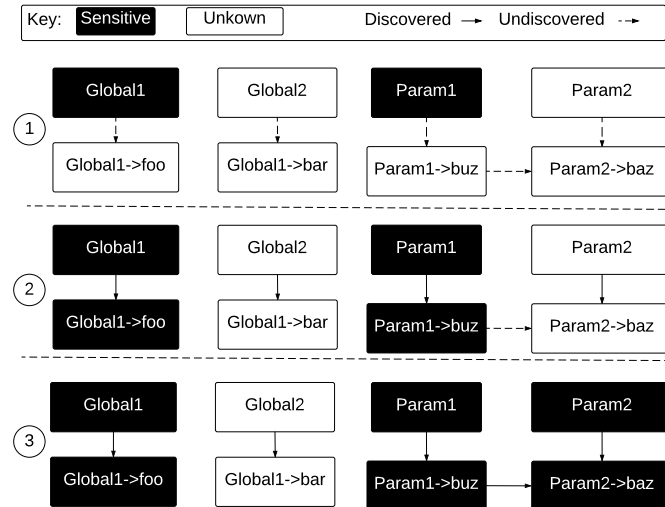 Key: Sensitive Unkown Discovered Undiscovered
Global1 Global2 Param1 Param2
1
Global1->foo Global1->bar Param1->buz Param2->baz
Global1 Global2 Param1 Param2
2
Global1->foo Global1->bar Param1->buz Param2->baz
Global1 Global2 Param1 Param2
3
Global1->foo Global1->bar Param1->buz Param2->baz